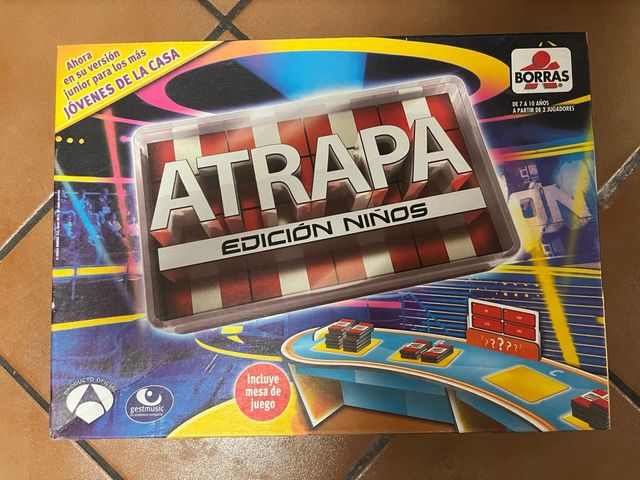 Ahora
en su versión
junior para los más
JÓVENES DE LA CASA
BORRAS
DE 7 A 10 AÑOS
A PARTIR DE 2 JUGADORES
ATRAPA
EDICIÓN NIÑOS
ON
????
Incluye
mesa de
juego
PRODUCTO OFICIAL
A
gestmusic